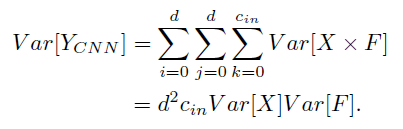 Var[Y_{CNN}] = \sum_{i=0}^{d} \sum_{j=0}^{d} \sum_{k=0}^{c_{in}} Var[X \times F]
= d^2 c_{in} Var[X]Var[F].